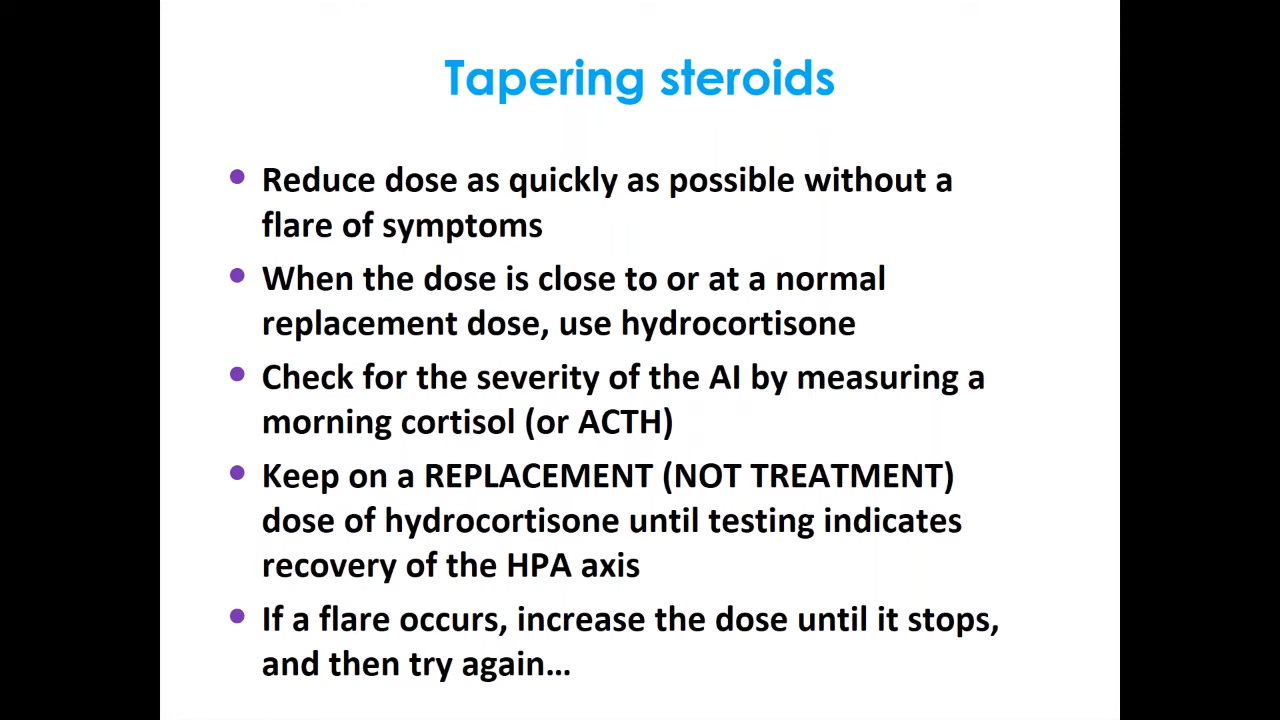 Tapering steroids
• Reduce dose as quickly as possible without a
flare of symptoms
• When the dose is close to or at a normal
replacement dose, use hydrocortisone
• Check for the severity of the AI by measuring a
morning cortisol (or ACTH)
• Keep on a REPLACEMENT (NOT TREATMENT)
dose of hydrocortisone until testing indicates
recovery of the HPA axis
• If a flare occurs, increase the dose until it stops,
and then try again...